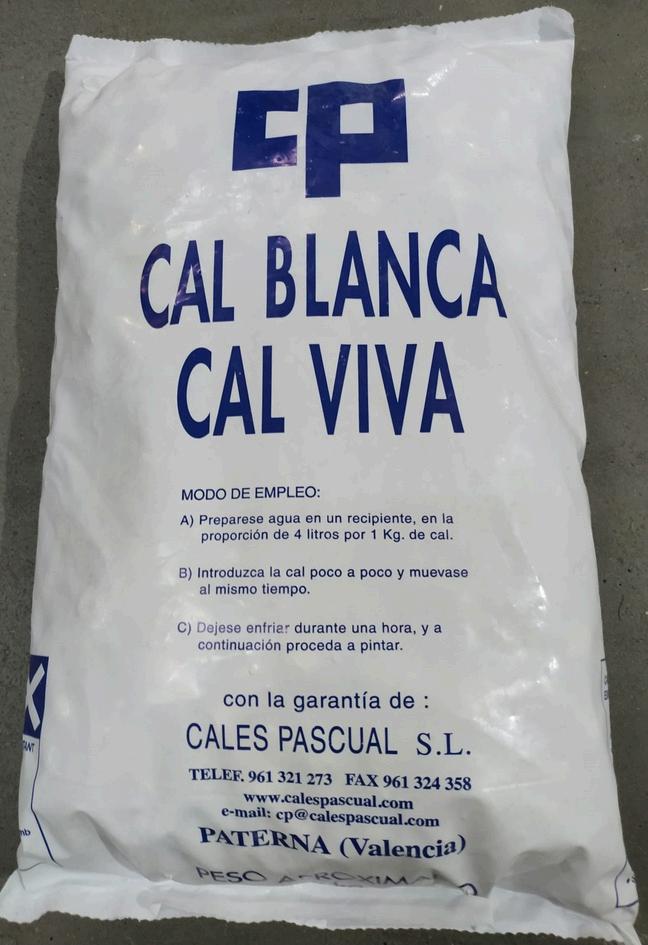 cp
CAL BLANCA
CAL VIVA
MODO DE EMPLEO:
A) Preparese agua en un recipiente, en la
proporción de 4 litros por 1 Kg. de cal.
B) Introduzca la cal poco a poco y muevase
al mismo tiempo.
C) Dejese enfriar durante una hora, y a
continuación proceda a pintar.
con la garantía de :
CALES PASCUAL S.L.
TELEF. 961 321 273 FAX 961 324 358
www.calespascual.com
e-mail: cp@calespascual.com
PATERNA (Valencia)
PESO